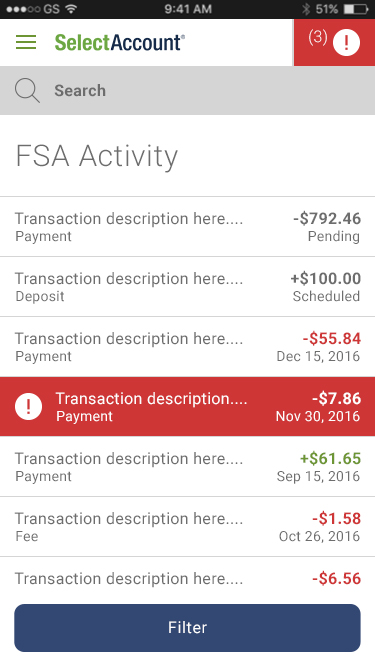 GS 9:41 AM 51%
SelectAccount® (3) !
Search
FSA Activity
Transaction description here.... -$792.46
Payment Pending
Transaction description here.... +$100.00
Deposit Scheduled
Transaction description here.... -$55.84
Payment Dec 15, 2016
! Transaction description.... -$7.86
Payment Nov 30, 2016
Transaction description here.... +$61.65
Payment Sep 15, 2016
Transaction description here.... -$1.58
Fee Oct 26, 2016
Transaction description here.... -$6.56
Filter